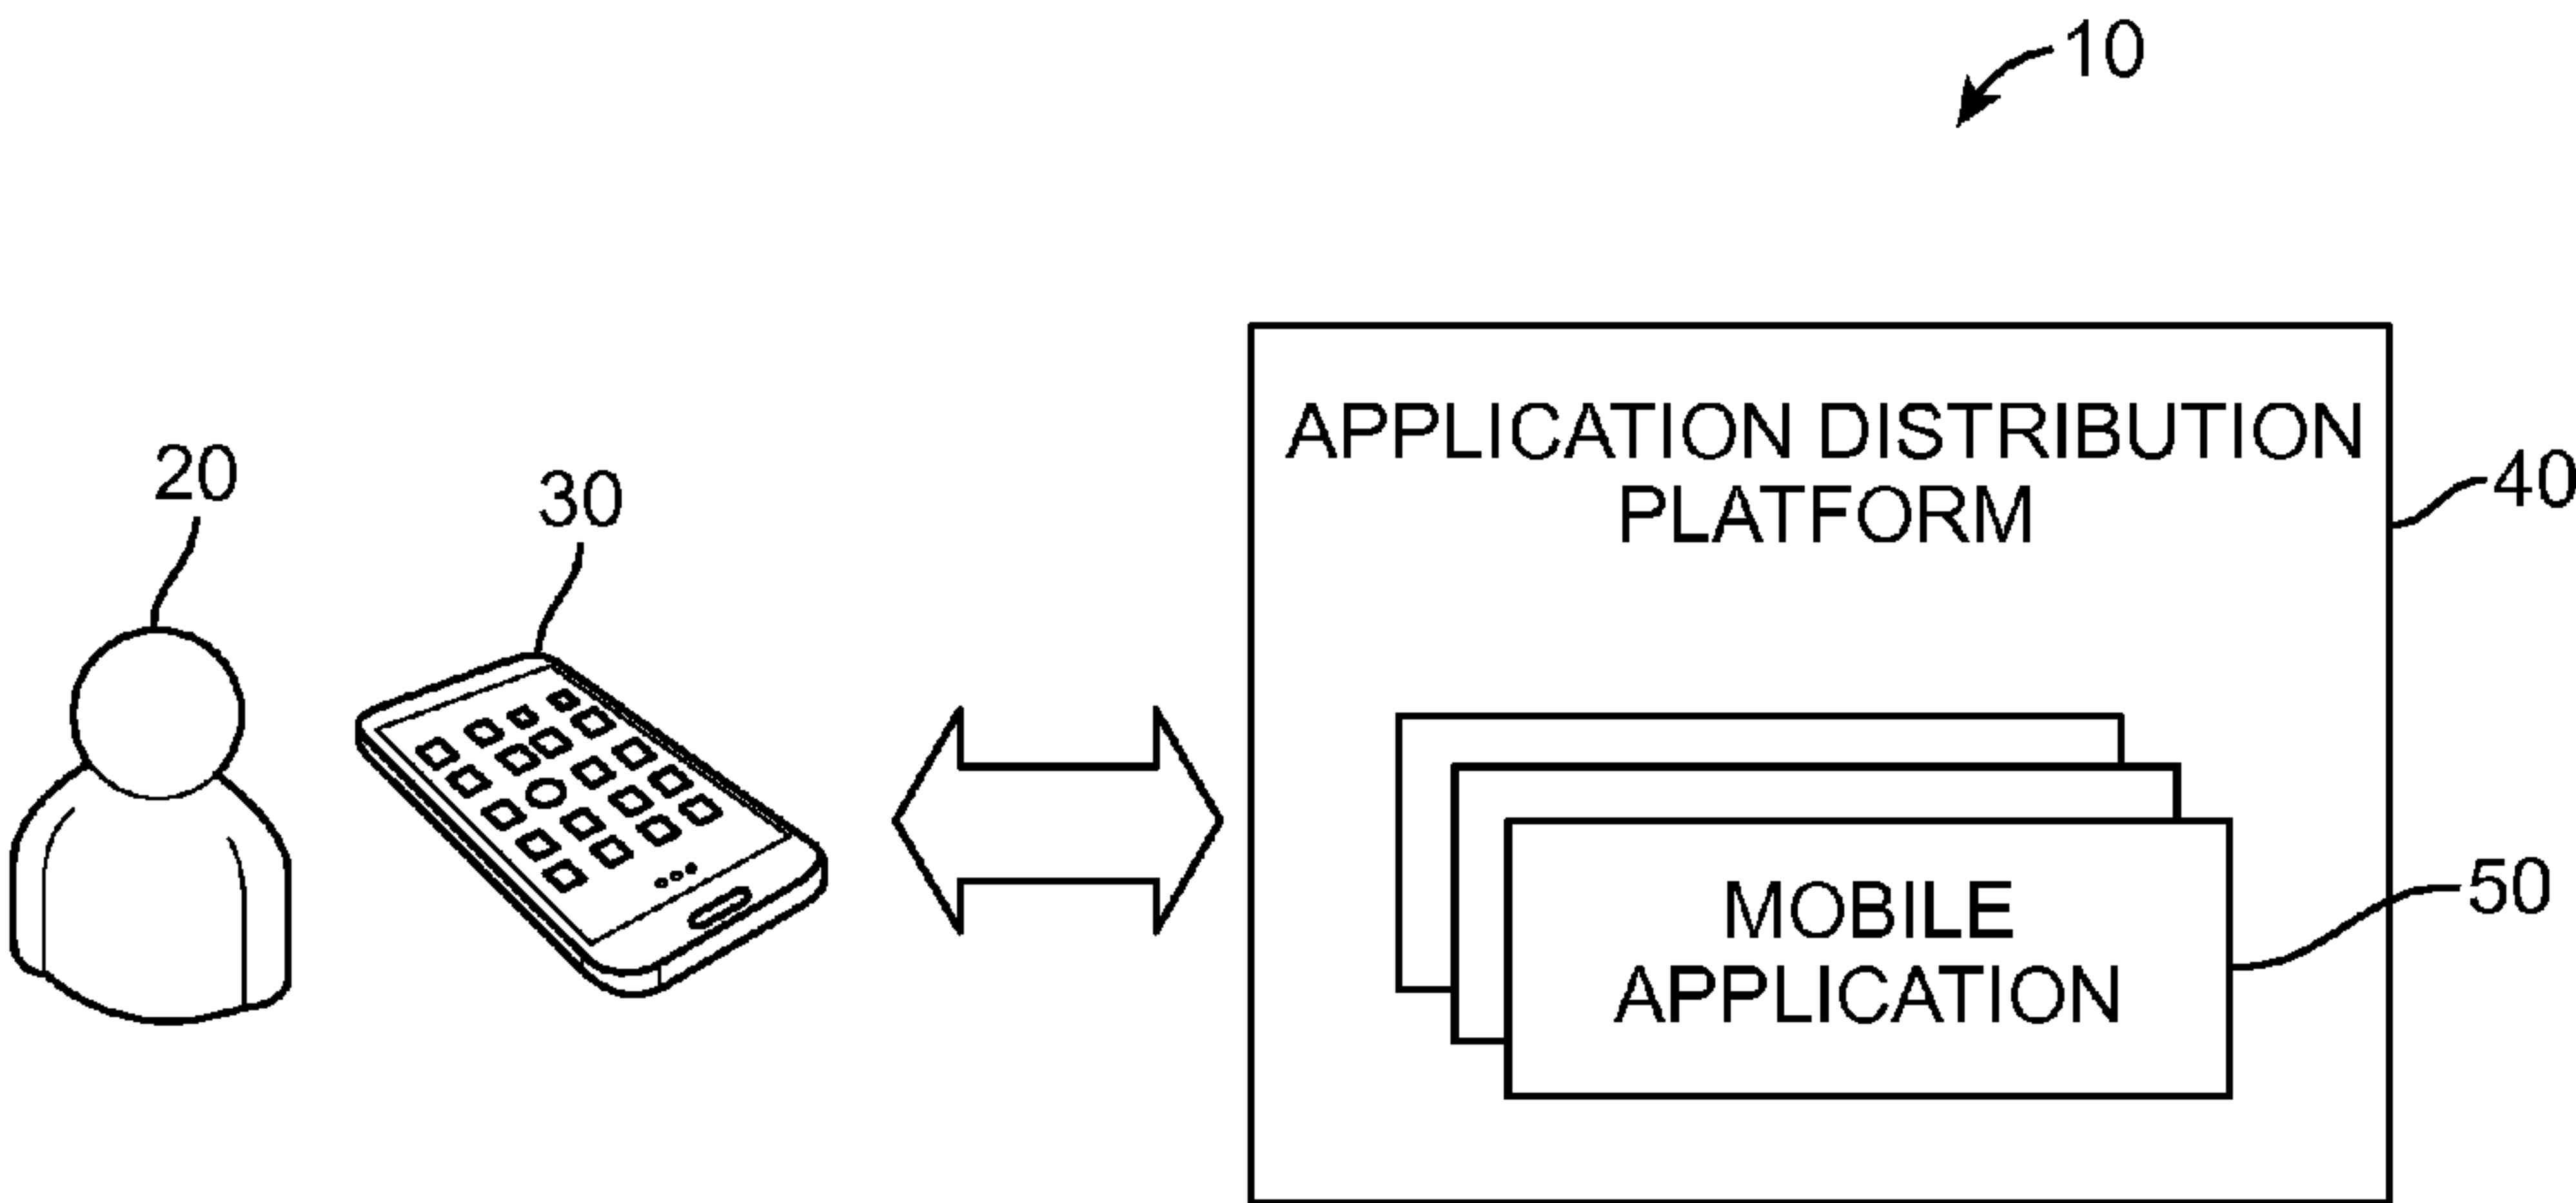 10
APPLICATION DISTRIBUTION
PLATFORM
40
20
30
MOBILE
APPLICATION
50